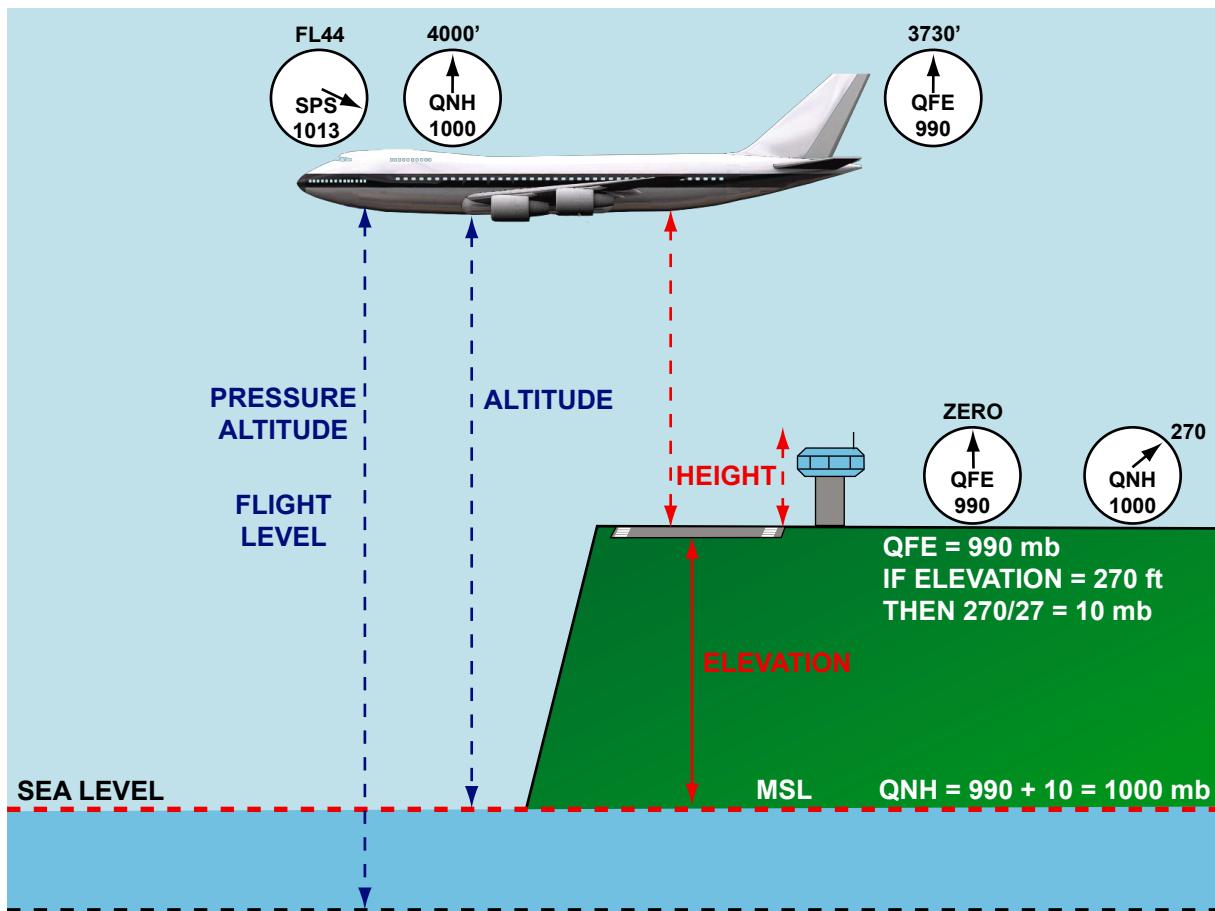 FL44
4000’
3730’
SPS
1013
QNH
1000
QFE
990
PRESSURE
ALTITUDE
ALTITUDE
FLIGHT
LEVEL
HEIGHT
ZERO
270
QFE
990
QNH
1000
QFE = 990 mb
IF ELEVATION = 270 ft
THEN 270/27 = 10 mb
ELEVATION
SEA LEVEL
MSL
QNH = 990 + 10 = 1000 mb